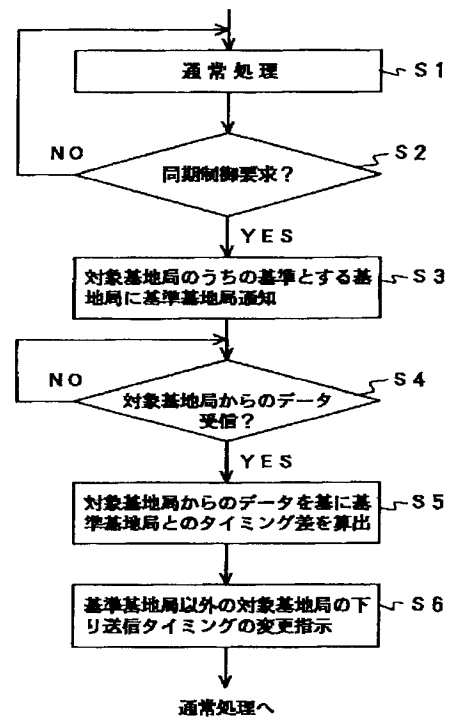 通常処理
S1
NO
S2
同期制御要求？
YES
対象基地局のうちの基準とする基
地局に基準基地局通知
S3
NO
S4
対象基地局からのデータ
受信？
YES
対象基地局からのデータを基に基
準基地局とのタイミング差を算出
S5
基準基地局以外の対象基地局の下
り送信タイミングの変更指示
S6
通常処理へ